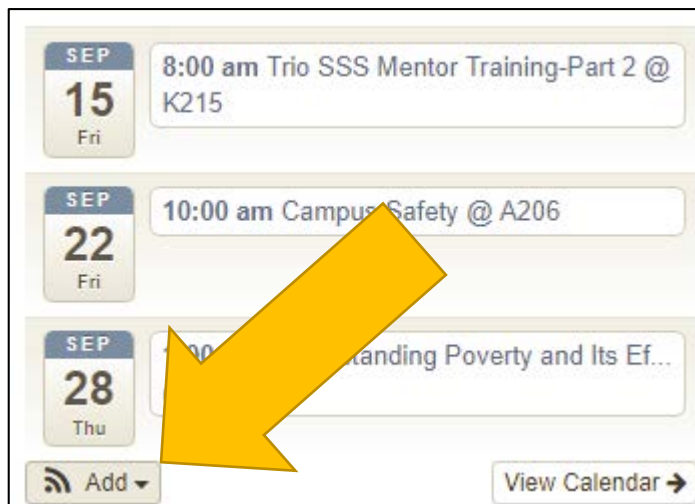 SEP
15
Fri
8:00 am Trio SSS Mentor Training-Part 2 @
K215
SEP
22
Fri
10:00 am Campus Safety @ A206
SEP
28
Thu
Poverty and Its Ef...
Add
View Calendar